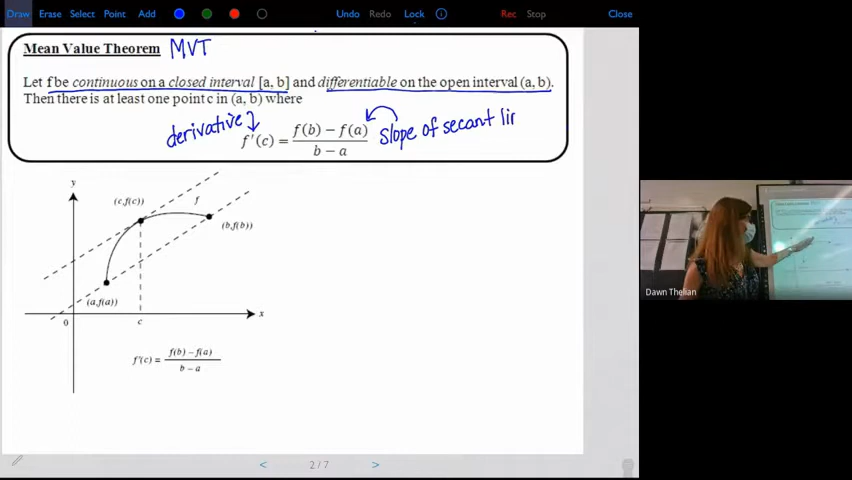 Draw Erase Select Point Add Undo Redo Lock Rec Stop Close
Mean Value Theorem MVT
Let f be continuous on a closed interval [a, b] and differentiable on the open interval (a, b).
Then there is at least one point c in (a, b) where
derivative f'(c) = f(b) − f(a) / b − a slope of secant lin
y
(c,f(c)) f
(b,f(b))
(a,f(a))
0 c x
f'(c) = f(b) − f(a) / b − a
Dawn Thelian
< 2/7 >